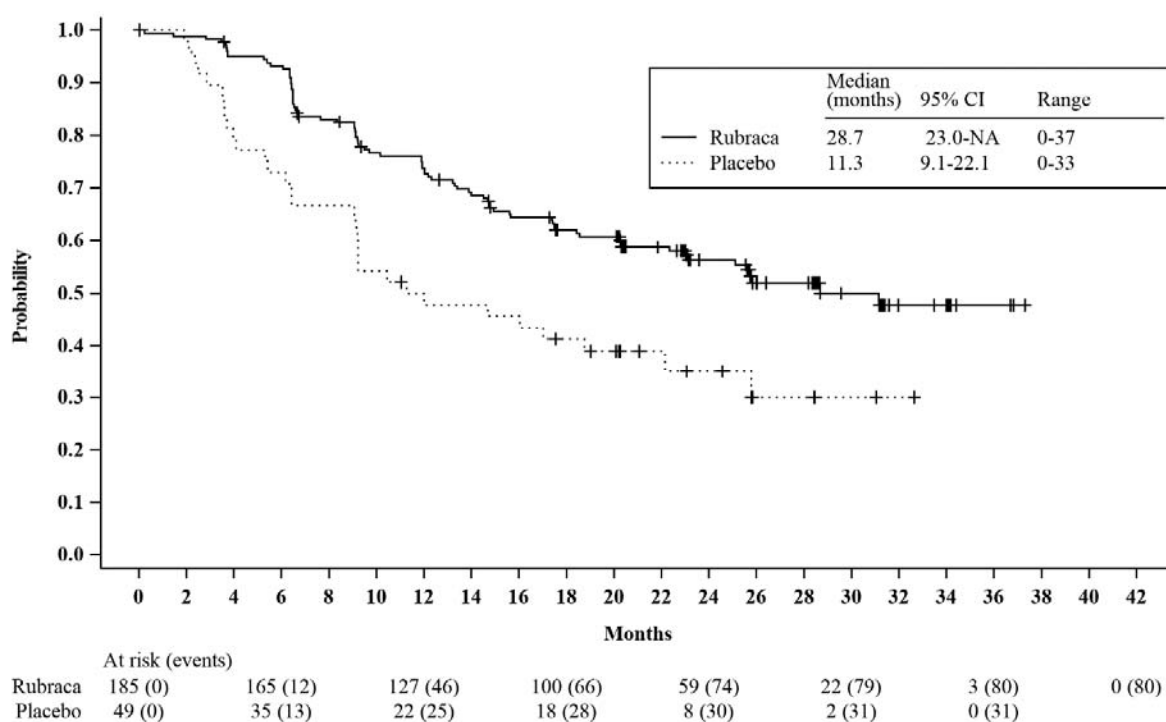 1.0
0.9
0.8
0.7
0.6
0.5
0.4
0.3
0.2
0.1
0.0
Probability
Median (months) 95% CI Range
Rubraca 28.7 23.0-NA 0-37
Placebo 11.3 9.1-22.1 0-33
0 2 4 6 8 10 12 14 16 18 20 22 24 26 28 30 32 34 36 38 40 42
Months
At risk (events)
Rubraca 185 (0) 165 (12) 127 (46) 100 (66) 59 (74) 22 (79) 3 (80) 0 (80)
Placebo 49 (0) 35 (13) 22 (25) 18 (28) 8 (30) 2 (31) 0 (31)